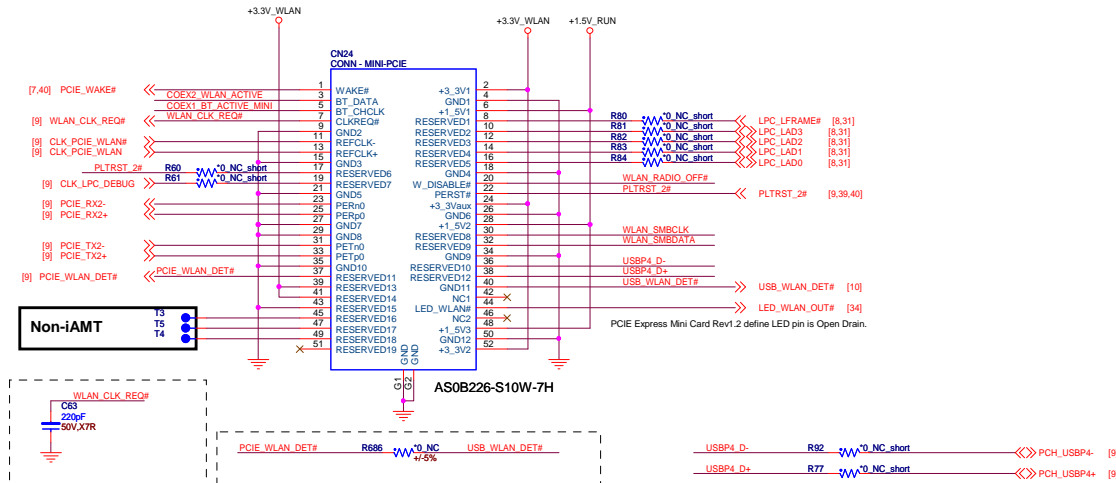 +3.3V_WLAN
+3.3V_WLAN +1.5V_RUN
CN24
CONN - MINI-PCIE
[7,40] PCIE_WAKE# 1 WAKE#
COEX2_WLAN_ACTIVE 3 BT_DATA
COEX1_BT_ACTIVE_MINI 5 BT_CHCLK
[9] WLAN_CLK_REQ# WLAN_CLK_REQ# 7 CLKREQ#
9 GND2
[9] CLK_PCIE_WLAN# 11 REFCLK-
[9] CLK_PCIE_WLAN 13 REFCLK+
15 GND3
PLTRST_2# R60 *0_NC_short 17 RESERVED6
[9] CLK_LPC_DEBUG R61 *0_NC_short 19 RESERVED7
21 GND5
[9] PCIE_RX2- 23 PERn0
[9] PCIE_RX2+ 25 PERp0
27 GND7
29 GND8
[9] PCIE_TX2- 31 PETn0
[9] PCIE_TX2+ 33 PETp0
35 GND10
[9] PCIE_WLAN_DET# PCIE_WLAN_DET# 37 RESERVED11
39 RESERVED13
41 RESERVED14
43 RESERVED15
T3 45 RESERVED16
T5 47 RESERVED17
T4 49 RESERVED18
51 RESERVED19
Non-iAMT
+3_3V1 2
GND1 4
+1_5V1 6
RESERVED1 8 R80 *0_NC_short LPC_LFRAME# [8,31]
RESERVED2 10 R81 *0_NC_short LPC_LAD3 [8,31]
RESERVED3 12 R82 *0_NC_short LPC_LAD2 [8,31]
RESERVED4 14 R83 *0_NC_short LPC_LAD1 [8,31]
RESERVED5 16 R84 *0_NC_short LPC_LAD0 [8,31]
GND4 18
W_DISABLE# 20 WLAN_RADIO_OFF#
PERST# 22 PLTRST_2# PLTRST_2# [9,39,40]
+3_3Vaux 24
GND6 26
+1_5V2 28
RESERVED8 30 WLAN_SMBCLK
RESERVED9 32 WLAN_SMBDATA
GND9 34
RESERVED10 36 USBP4_D-
RESERVED12 38 USBP4_D+
GND11 40 USB_WLAN_DET# USB_WLAN_DET# [10]
NC1 42
LED_WLAN# 44 LED_WLAN_OUT# [34]
NC2 46
+1_5V3 48
GND12 50
+3_3V2 52
PCIE Express Mini Card Rev1.2 define LED pin is Open Drain.
GND GND
G1 G2
AS0B226-S10W-7H
WLAN_CLK_REQ#
C63
220pF
50V,X7R
PCIE_WLAN_DET# R686 *0_NC USB_WLAN_DET#
+/-5%
USBP4_D- R92 *0_NC_short PCH_USBP4- [9
USBP4_D+ R77 *0_NC_short PCH_USBP4+ [9